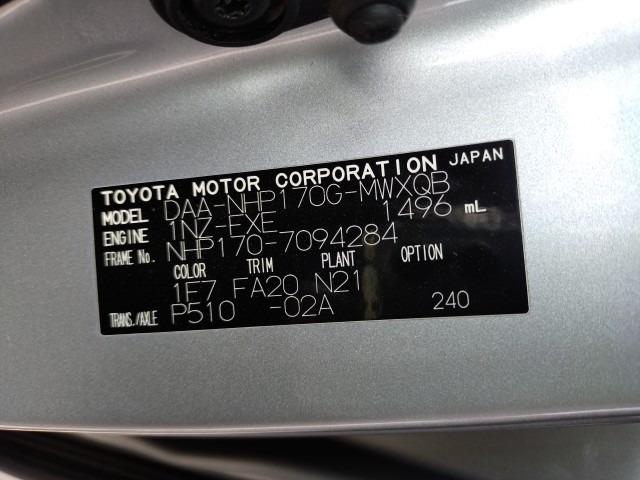 TOYOTA MOTOR CORPORATION JAPAN
MODEL DAA-NHP170G-MWXQB
ENGINE 1NZ-EXE 1496 mL
FRAME No. NHP170-7094284
COLOR TRIM PLANT OPTION
1F7 FA20 N21
TRANS./AXLE P510 -02A 240